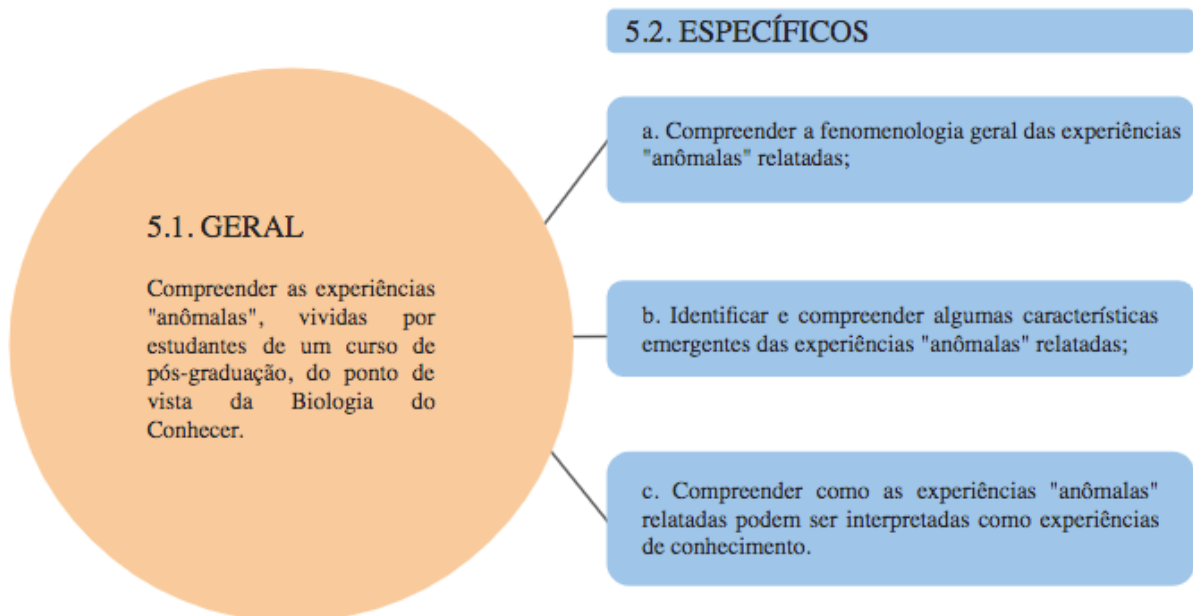 5.1. GERAL
Compreender as experiências
"anômalas", vividas por
estudantes de um curso de
pós-graduação, do ponto de
vista da Biologia do
Conhecer.
5.2. ESPECÍFICOS
a. Compreender a fenomenologia geral das experiências
"anômalas" relatadas;
b. Identificar e compreender algumas características
emergentes das experiências "anômalas" relatadas;
c. Compreender como as experiências "anômalas"
relatadas podem ser interpretadas como experiências
de conhecimento.